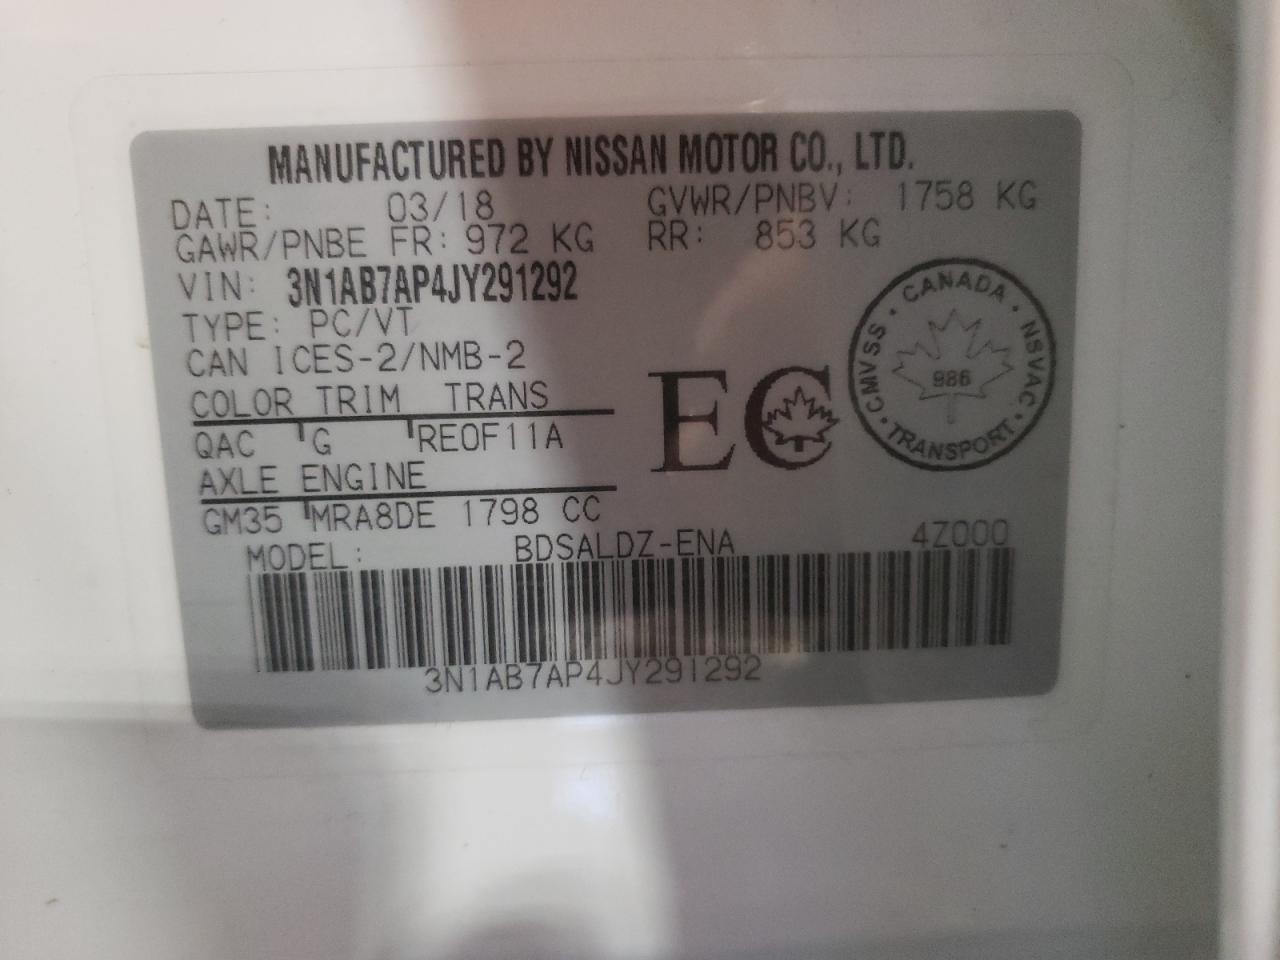 MANUFACTURED BY NISSAN MOTOR CO., LTD.
DATE: 03/18 GVWR/PNBV: 1758 KG
GAWR/PNBE FR: 972 KG RR: 853 KG
VIN: 3N1AB7AP4JY291292
TYPE: PC/VT
CAN ICES-2/NMB-2
COLOR TRIM TRANS
QAC G RE0F11A
AXLE ENGINE
GM35 MRA8DE 1798 CC
MODEL: BDSALDZ-ENA 4Z000
3N1AB7AP4JY291292
EC
CANADA
CMVSS NSVAC
986
TRANSPORT